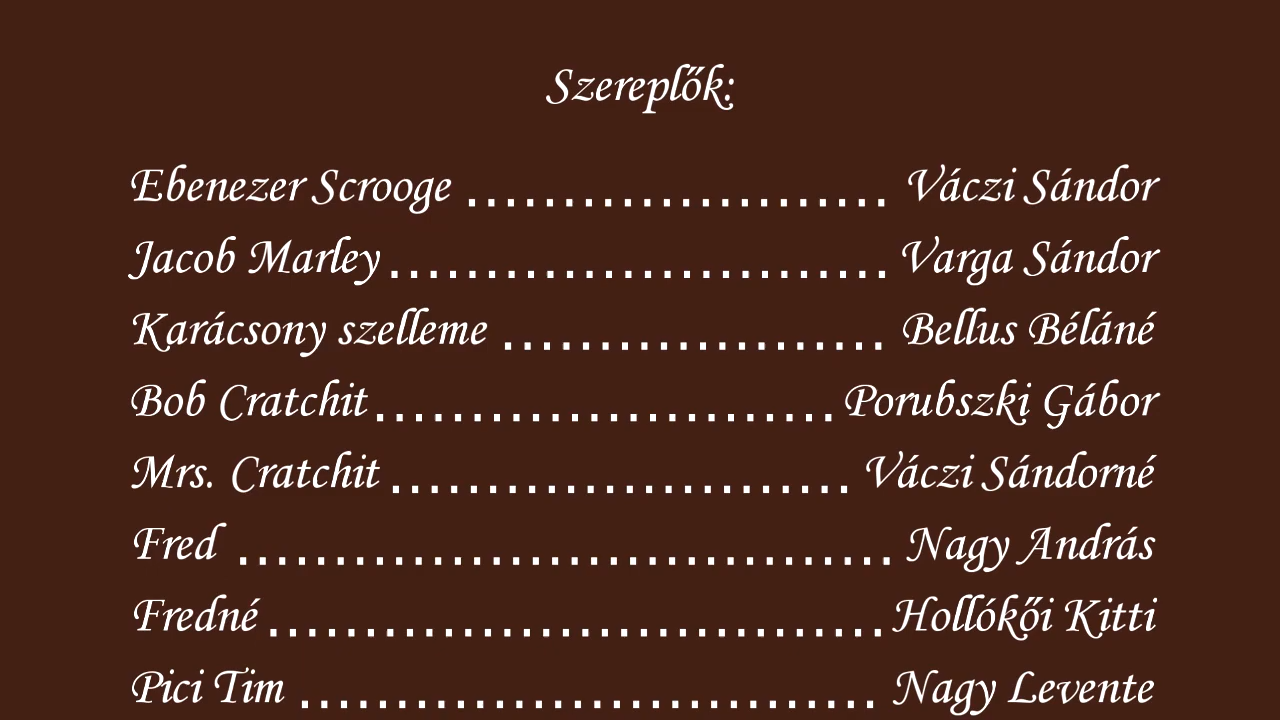 Szereplők:
Ebenezer Scrooge ...................... Váczi Sándor
Jacob Marley .......................... Varga Sándor
Karácsony szelleme .................... Bellus Béláné
Bob Cratchit ........................ Porubszki Gábor
Mrs. Cratchit ........................ Váczi Sándorné
Fred .................................. Nagy András
Fredné ................................ Hollókői Kitti
Pici Tim .............................. Nagy Levente